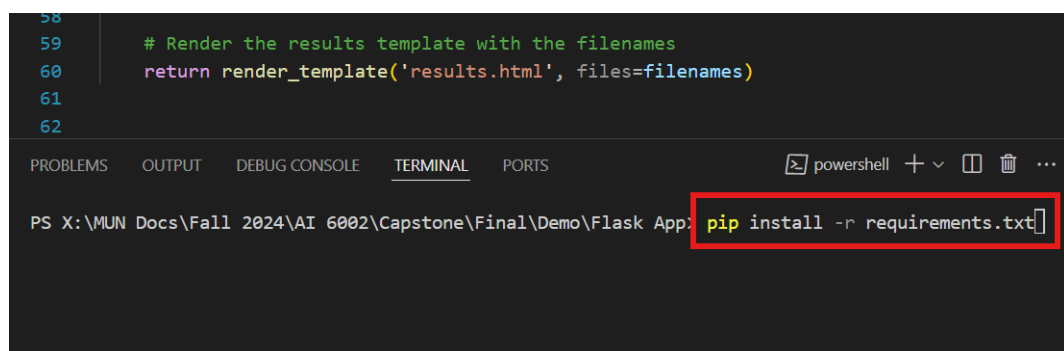 58
59 # Render the results template with the filenames
60 return render_template('results.html', files=filenames)
61
62
PROBLEMS OUTPUT DEBUG CONSOLE TERMINAL PORTS powershell
PS X:\MUN Docs\Fall 2024\AI 6002\Capstone\Final\Demo\Flask App> pip install -r requirements.txt